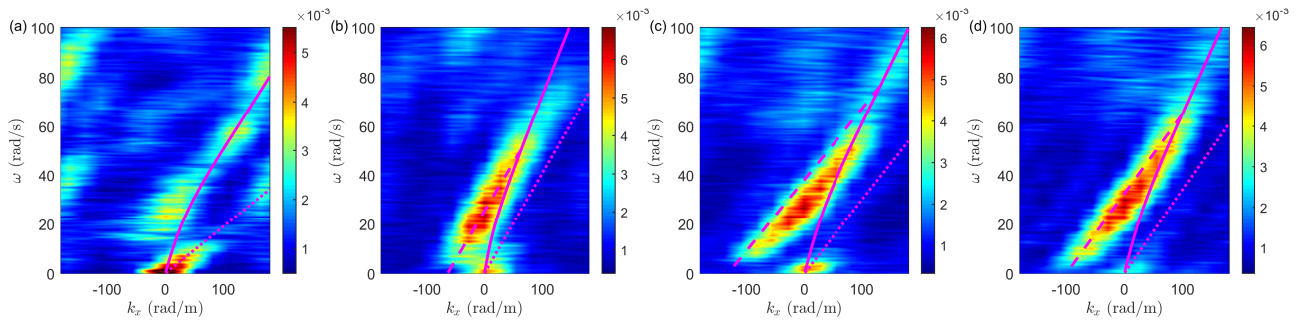 (a) ×10⁻³ (b) ×10⁻³ (c) ×10⁻³ (d) ×10⁻³
100 5 100 6 100 6 100 6
80 80 80 80
4 5 5 5
60 60 60 60
ω (rad/s) ω (rad/s) ω (rad/s) ω (rad/s)
3 4 4 4
40 40 40 40
2 3 3 3
20 20 20 20
1 2 2 2
0 1 0 1 0 1 0 1
-100 0 100 -100 0 100 -100 0 100 -100 0 100
kₓ (rad/m) kₓ (rad/m) kₓ (rad/m) kₓ (rad/m)